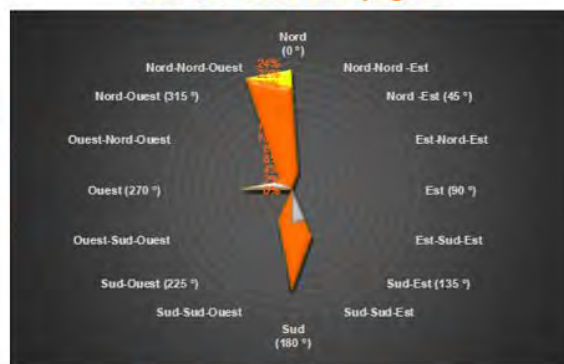 Nord
(0 °)
Nord-Nord-Ouest
Nord-Nord -Est
24%
Nord-Ouest (315 °)
Nord -Est (45 °)
Ouest-Nord-Ouest
Est-Nord-Est
Ouest (270 °)
0%
Est (90 °)
Ouest-Sud-Ouest
Est-Sud-Est
Sud-Ouest (225 °)
Sud-Est (135 °)
Sud-Sud-Ouest
Sud-Sud-Est
Sud
(180 °)